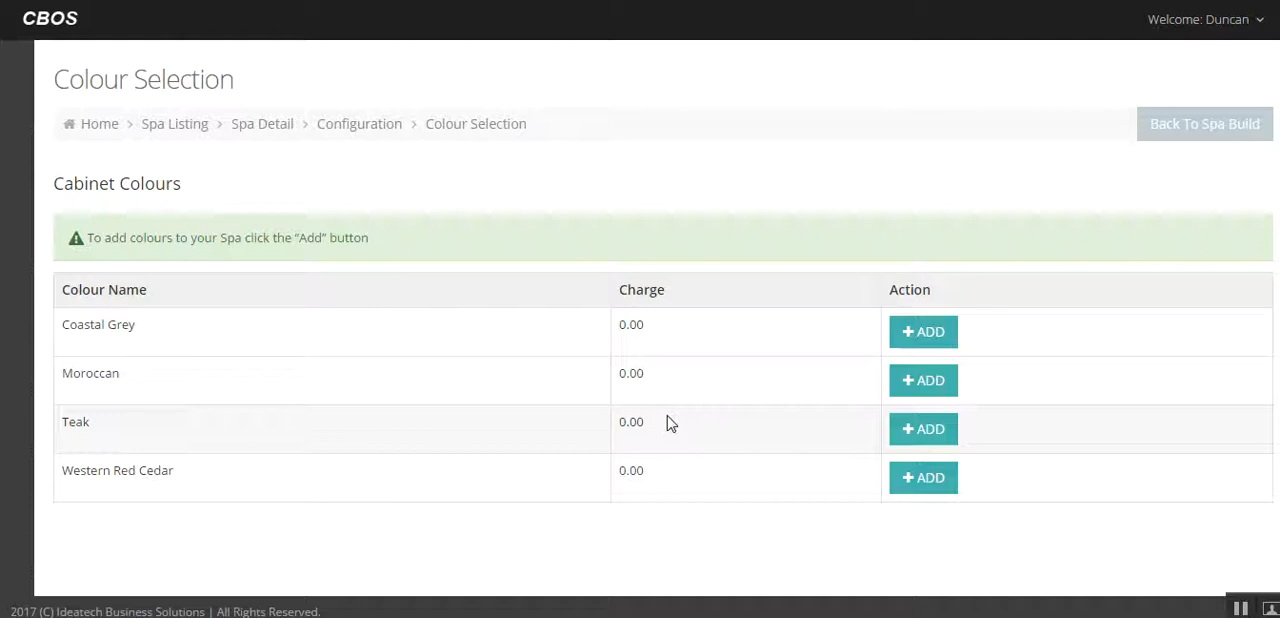 CBOS
Welcome: Duncan
Colour Selection
Home > Spa Listing > Spa Detail > Configuration > Colour Selection
Back To Spa Build
Cabinet Colours
To add colours to your Spa click the "Add" button
Colour Name Charge Action
Coastal Grey 0.00 + ADD
Moroccan 0.00 + ADD
Teak 0.00 + ADD
Western Red Cedar 0.00 + ADD
2017 (C) Ideatech Business Solutions | All Rights Reserved.